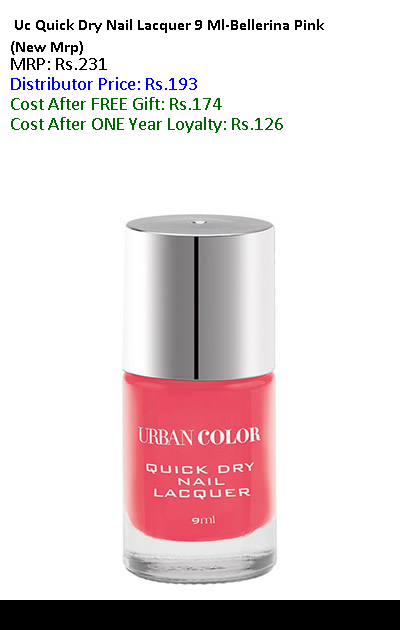 Uc Quick Dry Nail Lacquer 9 Ml-Bellerina Pink
(New Mrp)
MRP: Rs.231
Distributor Price: Rs.193
Cost After FREE Gift: Rs.174
Cost After ONE Year Loyalty: Rs.126
URBAN COLOR
QUICK DRY
NAIL
LACQUER
9ml